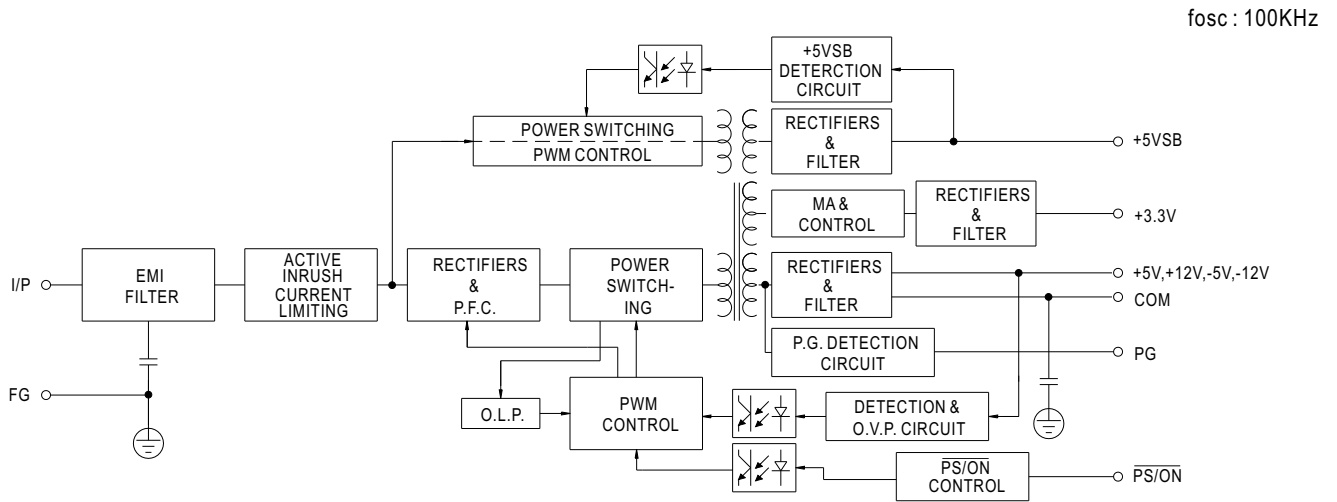 fosc : 100KHz
+5VSB
DETERCTION
CIRCUIT
POWER SWITCHING
PWM CONTROL
RECTIFIERS
&
FILTER
+5VSB
MA &
CONTROL
RECTIFIERS
&
FILTER
+3.3V
I/P
EMI
FILTER
ACTIVE
INRUSH
CURRENT
LIMITING
RECTIFIERS
&
P.F.C.
POWER
SWITCH-
ING
RECTIFIERS
&
FILTER
+5V,+12V,-5V,-12V
COM
P.G. DETECTION
CIRCUIT
PG
FG
O.L.P.
PWM
CONTROL
DETECTION &
O.V.P. CIRCUIT
PS/ON
CONTROL
PS/ON